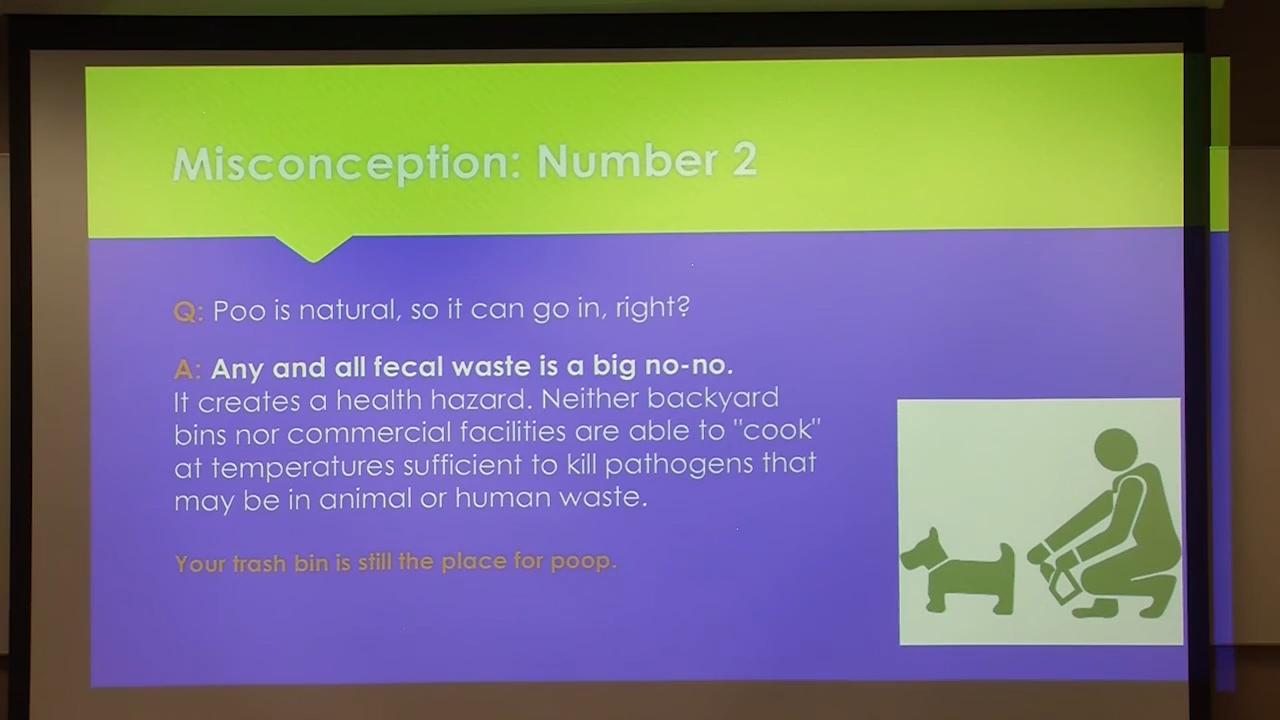 Misconception: Number 2
Q: Poo is natural, so it can go in, right?
A: Any and all fecal waste is a big no-no.
It creates a health hazard. Neither backyard
bins nor commercial facilities are able to "cook"
at temperatures sufficient to kill pathogens that
may be in animal or human waste.
Your trash bin is still the place for poop.